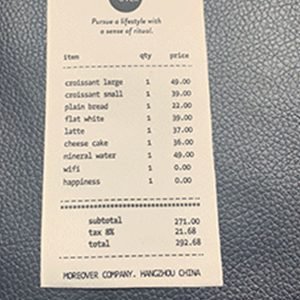 Pursue a lifestyle with
a sense of ritual.
item qty price
croissant large 1 49.00
croissant small 1 39.00
plain bread 1 22.00
flat white 1 39.00
latte 1 37.00
cheese cake 1 36.00
mineral water 1 49.00
wifi 1 0.00
happiness 1 0.00
subtotal 271.00
tax 8% 21.68
total 292.68
MOREOVER COMPANY. HANGZHOU CHINA